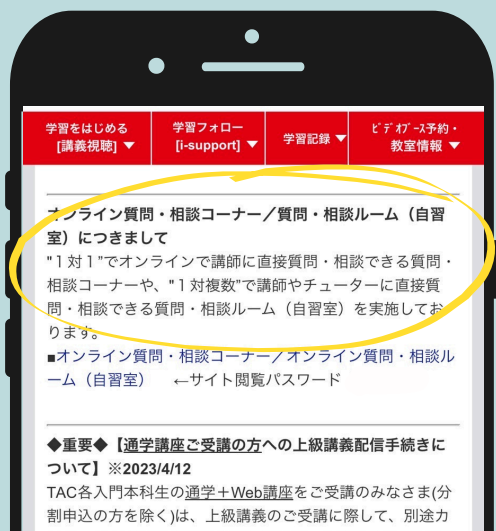 学習をはじめる
[講義視聴] ▼
学習フォロー
[i-support] ▼
学習記録 ▼
ビデオブース予約・
教室情報 ▼
オンライン質問・相談コーナー／質問・相談ルーム（自習
室）につきまして
"１対１"でオンラインで講師に直接質問・相談できる質問・
相談コーナーや、"１対複数"で講師やチューターに直接質
問・相談できる質問・相談ルーム（自習室）を実施してお
ります。
■オンライン質問・相談コーナー／オンライン質問・相談ル
ーム（自習室）　←サイト閲覧パスワード
◆重要◆【通学講座ご受講の方への上級講義配信手続きに
ついて】※2023/4/12
TAC各入門本科生の通学＋Web講座をご受講のみなさま(分
割申込の方を除く)は、上級講義のご受講に際して、別途カ